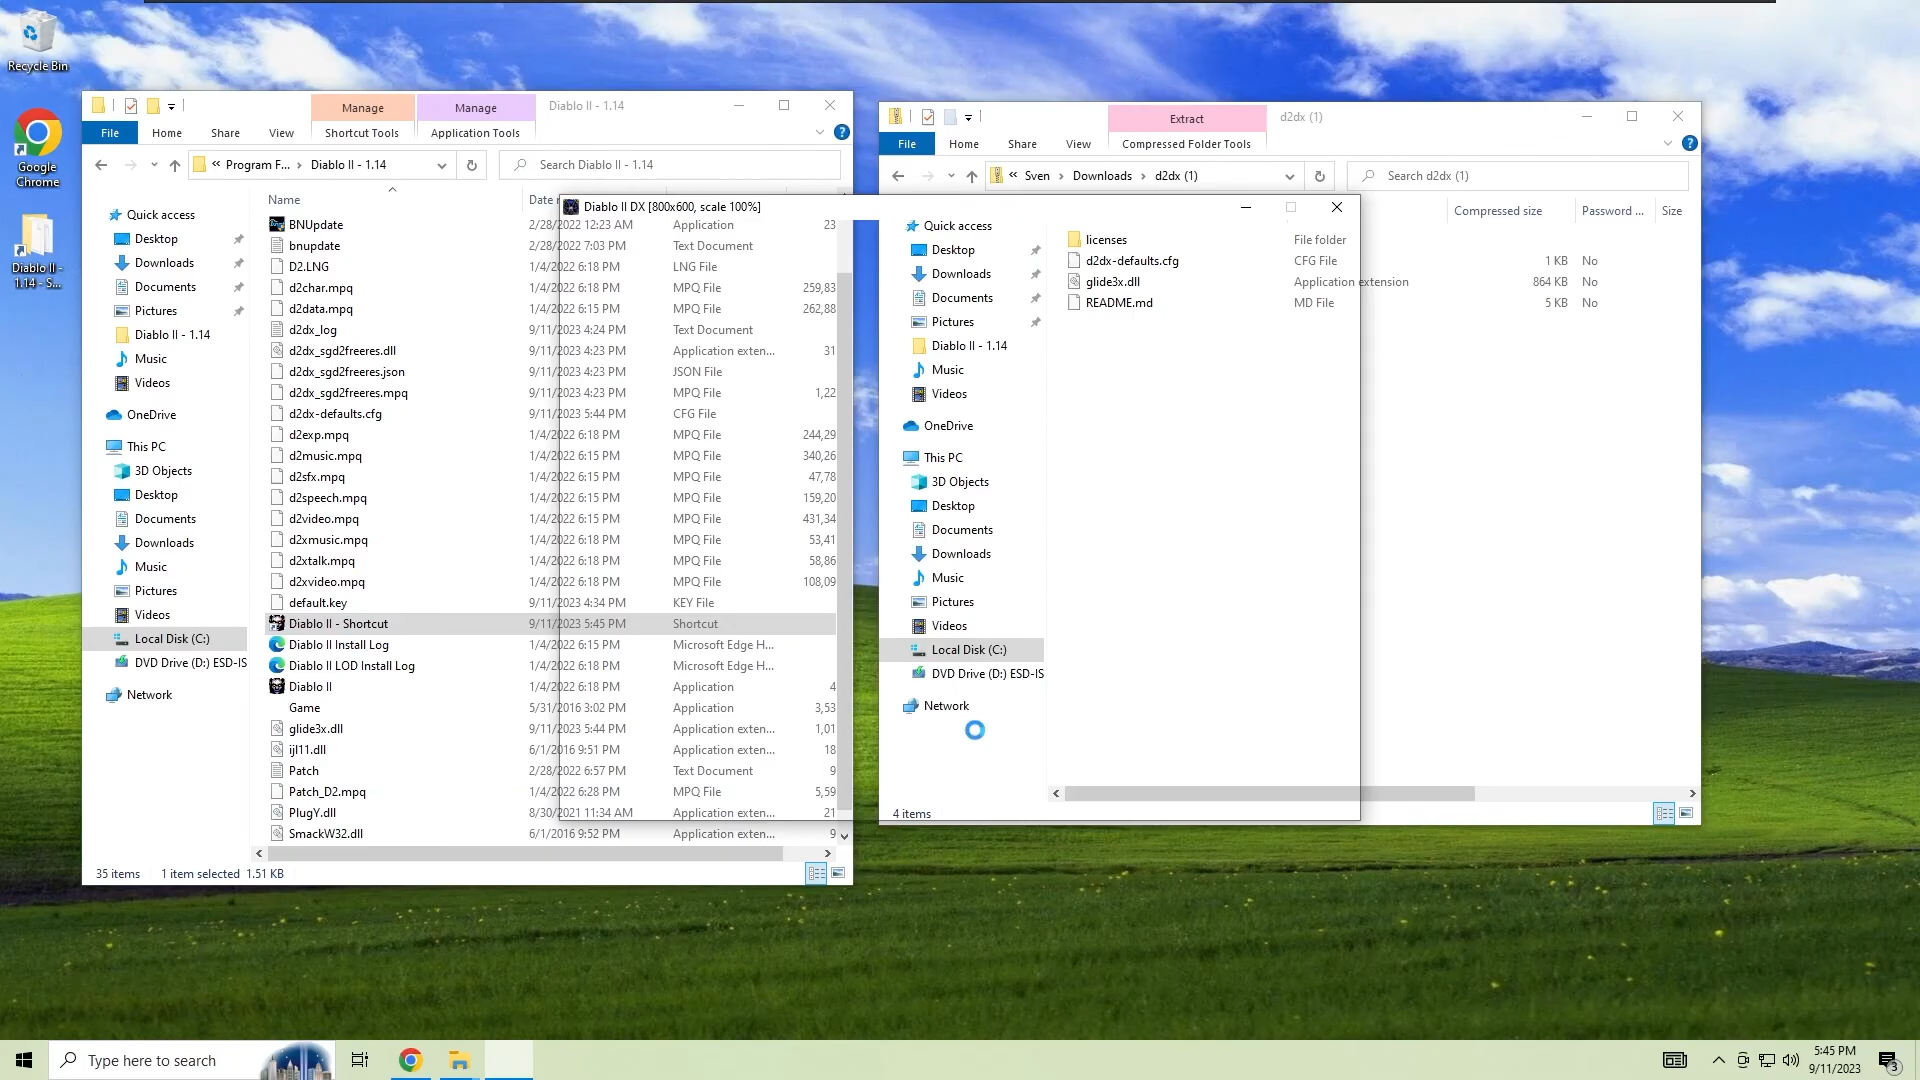 Recycle Bin
Google
Chrome
Diablo II -
1.14 - S...
Manage
Manage
Diablo II - 1.14
File
Home
Share
View
Shortcut Tools
Application Tools
« Program F... › Diablo II - 1.14
Search Diablo II - 1.14
Quick access
Desktop
Downloads
Documents
Pictures
Diablo II - 1.14
Music
Videos
OneDrive
This PC
3D Objects
Desktop
Documents
Downloads
Music
Pictures
Videos
Local Disk (C:)
DVD Drive (D:) ESD-IS
Network
Name
BNUpdate 2/28/2022 12:23 AM Application 23
bnupdate 2/28/2022 7:03 PM Text Document
D2.LNG 1/4/2022 6:18 PM LNG File
d2char.mpq 1/4/2022 6:18 PM MPQ File 259,83
d2data.mpq 1/4/2022 6:15 PM MPQ File 262,88
d2dx_log 9/11/2023 4:24 PM Text Document
d2dx_sgd2freeres.dll 9/11/2023 4:23 PM Application exten... 31
d2dx_sgd2freeres.json 9/11/2023 4:23 PM JSON File
d2dx_sgd2freeres.mpq 9/11/2023 4:23 PM MPQ File 1,22
d2dx-defaults.cfg 9/11/2023 5:44 PM CFG File
d2exp.mpq 1/4/2022 6:18 PM MPQ File 244,29
d2music.mpq 1/4/2022 6:15 PM MPQ File 340,26
d2sfx.mpq 1/4/2022 6:15 PM MPQ File 47,78
d2speech.mpq 1/4/2022 6:15 PM MPQ File 159,20
d2video.mpq 1/4/2022 6:15 PM MPQ File 431,34
d2xmusic.mpq 1/4/2022 6:18 PM MPQ File 53,41
d2xtalk.mpq 1/4/2022 6:18 PM MPQ File 58,86
d2xvideo.mpq 1/4/2022 6:18 PM MPQ File 108,09
default.key 9/11/2023 4:34 PM KEY File
Diablo II - Shortcut 9/11/2023 5:45 PM Shortcut
Diablo II Install Log 1/4/2022 6:15 PM Microsoft Edge H...
Diablo II LOD Install Log 1/4/2022 6:18 PM Microsoft Edge H...
Diablo II 1/4/2022 6:18 PM Application 4
Game 5/31/2016 3:02 PM Application 3,53
glide3x.dll 9/11/2023 5:44 PM Application exten... 1,01
ijl11.dll 6/1/2016 9:51 PM Application exten... 18
Patch 2/28/2022 6:57 PM Text Document 9
Patch_D2.mpq 1/4/2022 6:28 PM MPQ File 5,59
PlugY.dll 8/30/2021 11:34 AM Application exten... 21
SmackW32.dll 6/1/2016 9:52 PM Application exten... 9
35 items 1 item selected 1.51 KB
Diablo II DX [800x600, scale 100%]
Extract
d2dx (1)
File
Home
Share
View
Compressed Folder Tools
« Sven › Downloads › d2dx (1)
Search d2dx (1)
Compressed size
Password ...
Size
Quick access
Desktop
Downloads
Documents
Pictures
Diablo II - 1.14
Music
Videos
OneDrive
This PC
3D Objects
Desktop
Documents
Downloads
Music
Pictures
Videos
Local Disk (C:)
DVD Drive (D:) ESD-IS
Network
licenses File folder
d2dx-defaults.cfg CFG File 1 KB No
glide3x.dll Application extension 864 KB No
README.md MD File 5 KB No
4 items
Type here to search
5:45 PM
9/11/2023
3